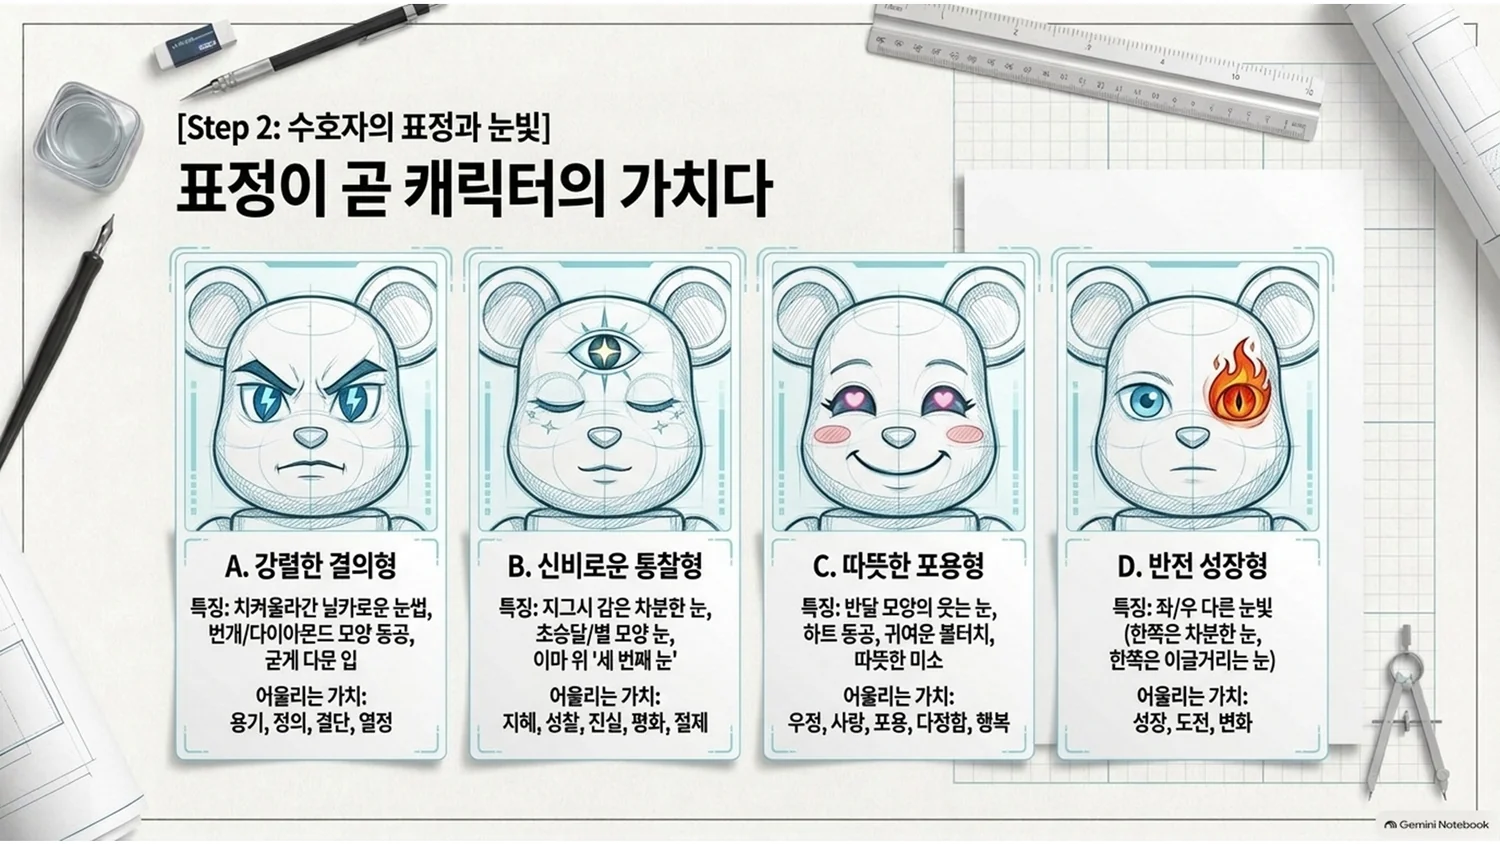 [Step 2: 수호자의 표정과 눈빛]
표정이 곧 캐릭터의 가치다
A. 강렬한 결의형
특징: 치켜올라간 날카로운 눈썹,
번개/다이아몬드 모양 동공,
굳게 다문 입
어울리는 가치:
용기, 정의, 결단, 열정
B. 신비로운 통찰형
특징: 지그시 감은 차분한 눈,
초승달/별 모양 눈,
이마 위 '세 번째 눈'
어울리는 가치:
지혜, 성찰, 진실, 평화, 절제
C. 따뜻한 포용형
특징: 반달 모양의 웃는 눈,
하트 동공, 귀여운 볼터치,
따뜻한 미소
어울리는 가치:
우정, 사랑, 포용, 다정함, 행복
D. 반전 성장형
특징: 좌/우 다른 눈빛
(한쪽은 차분한 눈,
한쪽은 이글거리는 눈)
어울리는 가치:
성장, 도전, 변화
Gemini Notebook